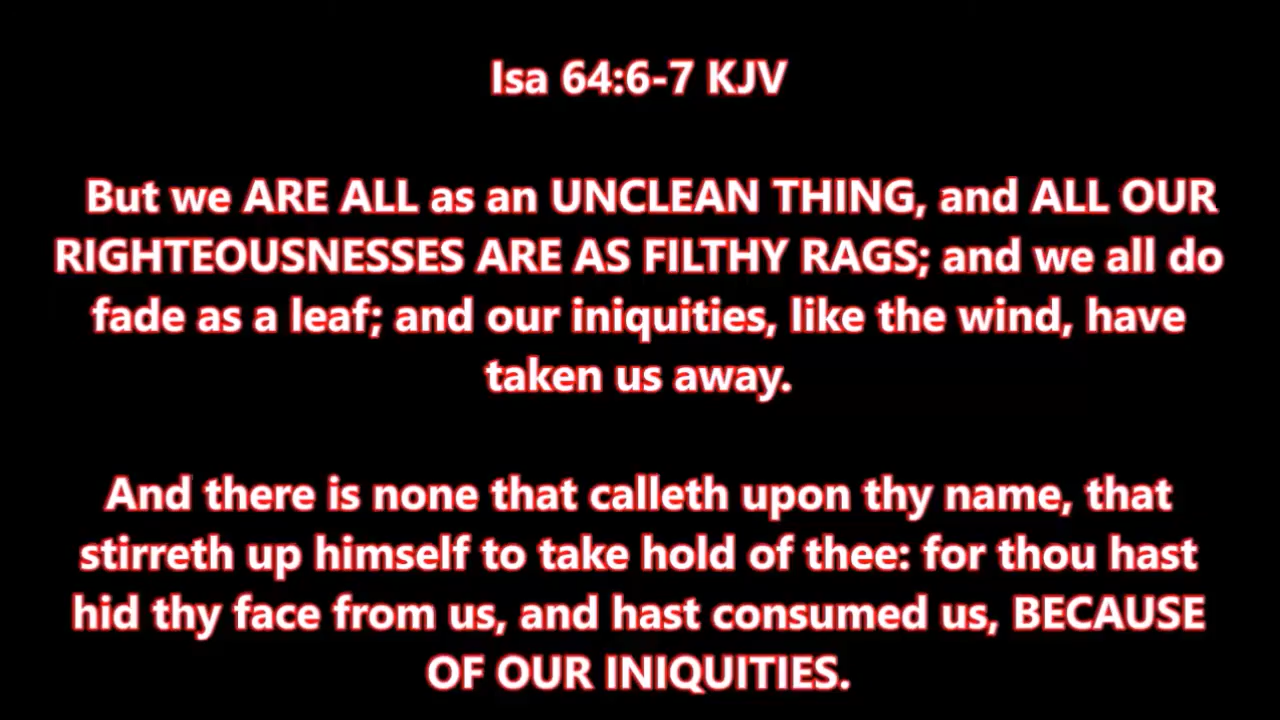 Isa 64:6-7 KJV
But we ARE ALL as an UNCLEAN THING, and ALL OUR
RIGHTEOUSNESSES ARE AS FILTHY RAGS; and we all do
fade as a leaf; and our iniquities, like the wind, have
taken us away.
And there is none that calleth upon thy name, that
stirreth up himself to take hold of thee: for thou hast
hid thy face from us, and hast consumed us, BECAUSE
OF OUR INIQUITIES.